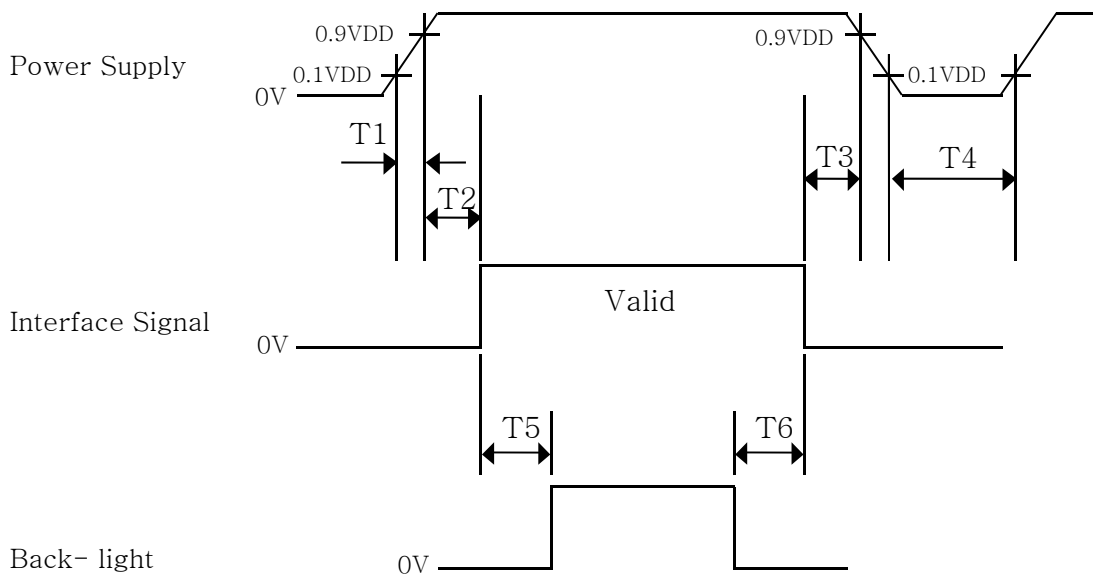 0.9VDD 0.9VDD
Power Supply 0.1VDD 0.1VDD
0V
T1 T3 T4
T2
Valid
Interface Signal
0V
T5 T6
Back- light 0V